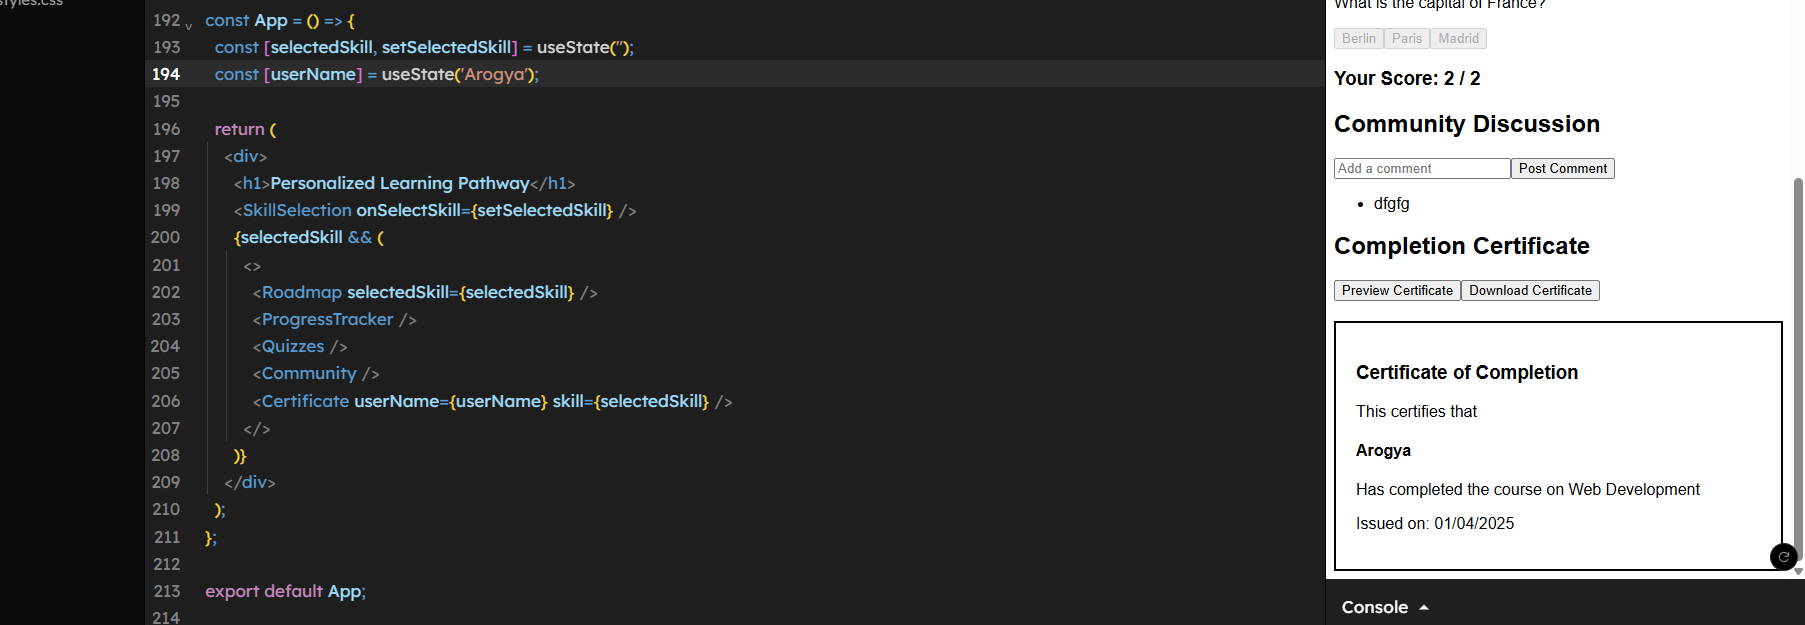 styles.css
192 const App = () => {
193 const [selectedSkill, setSelectedSkill] = useState('');
194 const [userName] = useState('Arogya');
195
196 return (
197 <div>
198 <h1>Personalized Learning Pathway</h1>
199 <SkillSelection onSelectSkill={setSelectedSkill} />
200 {selectedSkill && (
201 <>
202 <Roadmap selectedSkill={selectedSkill} />
203 <ProgressTracker />
204 <Quizzes />
205 <Community />
206 <Certificate userName={userName} skill={selectedSkill} />
207 </>
208 )}
209 </div>
210 );
211 };
212
213 export default App;
214
What is the capital of France?
Berlin Paris Madrid
Your Score: 2 / 2
Community Discussion
Add a comment Post Comment
• dfgfg
Completion Certificate
Preview Certificate Download Certificate
Certificate of Completion
This certifies that
Arogya
Has completed the course on Web Development
Issued on: 01/04/2025
Console